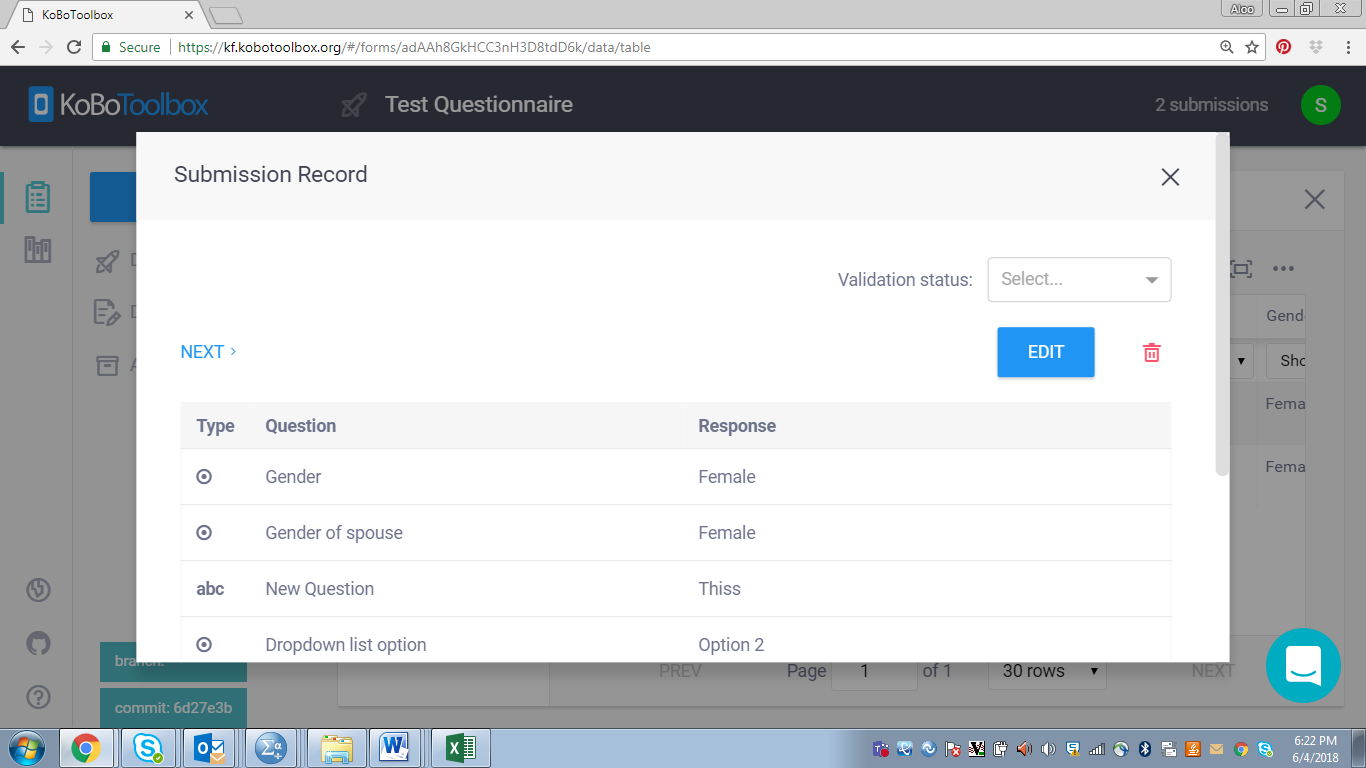 KoBoToolbox
Aloo
Secure https://kf.kobotoolbox.org/#/forms/adAAh8GkHCC3nH3D8tdD6k/data/table
KoBoToolbox Test Questionnaire 2 submissions S
Submission Record
Validation status: Select...
NEXT > EDIT
Gend
Sho
Type Question Response
Fema
Gender Female
Fema
Gender of spouse Female
abc New Question Thiss
Dropdown list option Option 2
branch:
PREV Page 1 of 1 30 rows NEXT
commit: 6d27e3b
6:22 PM
6/4/2018